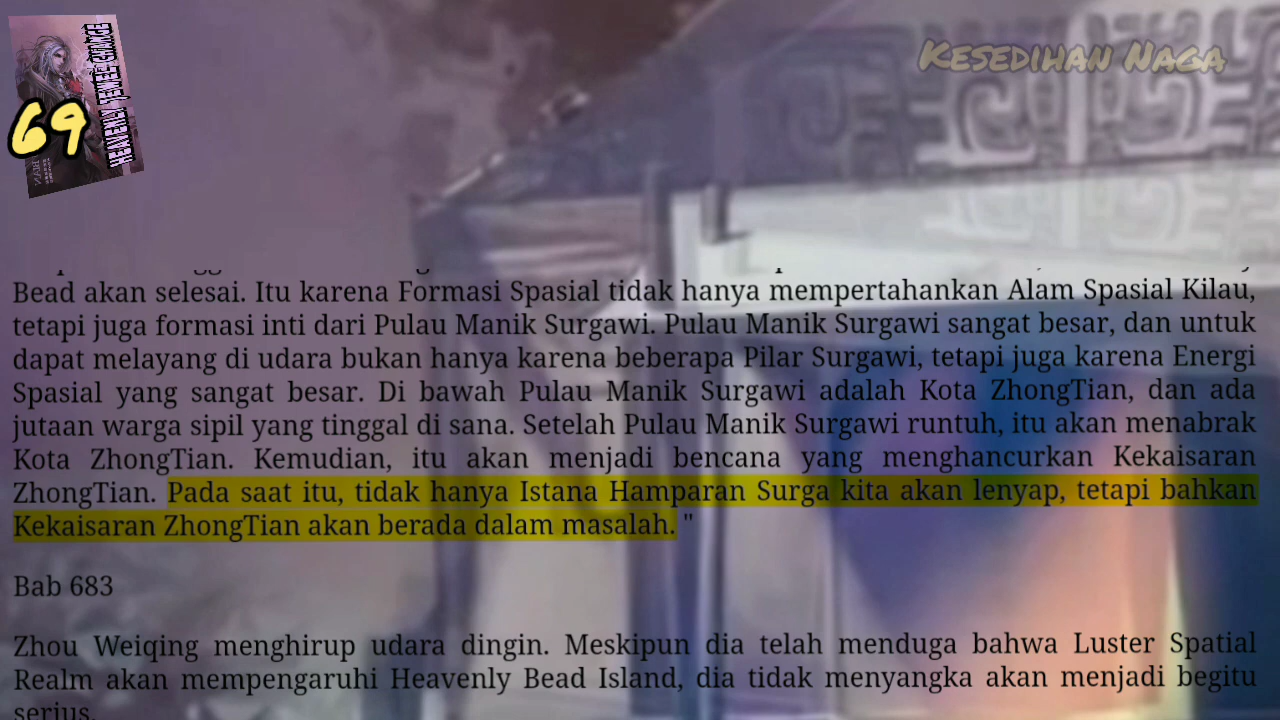 Kesedihan Naga
HEAVENLY JEWEL CHANGE
69
Bead akan selesai. Itu karena Formasi Spasial tidak hanya mempertahankan Alam Spasial Kilau,
tetapi juga formasi inti dari Pulau Manik Surgawi. Pulau Manik Surgawi sangat besar, dan untuk
dapat melayang di udara bukan hanya karena beberapa Pilar Surgawi, tetapi juga karena Energi
Spasial yang sangat besar. Di bawah Pulau Manik Surgawi adalah Kota ZhongTian, dan ada
jutaan warga sipil yang tinggal di sana. Setelah Pulau Manik Surgawi runtuh, itu akan menabrak
Kota ZhongTian. Kemudian, itu akan menjadi bencana yang menghancurkan Kekaisaran
ZhongTian. Pada saat itu, tidak hanya Istana Hamparan Surga kita akan lenyap, tetapi bahkan
Kekaisaran ZhongTian akan berada dalam masalah. "
Bab 683
Zhou Weiqing menghirup udara dingin. Meskipun dia telah menduga bahwa Luster Spatial
Realm akan mempengaruhi Heavenly Bead Island, dia tidak menyangka akan menjadi begitu
serius.